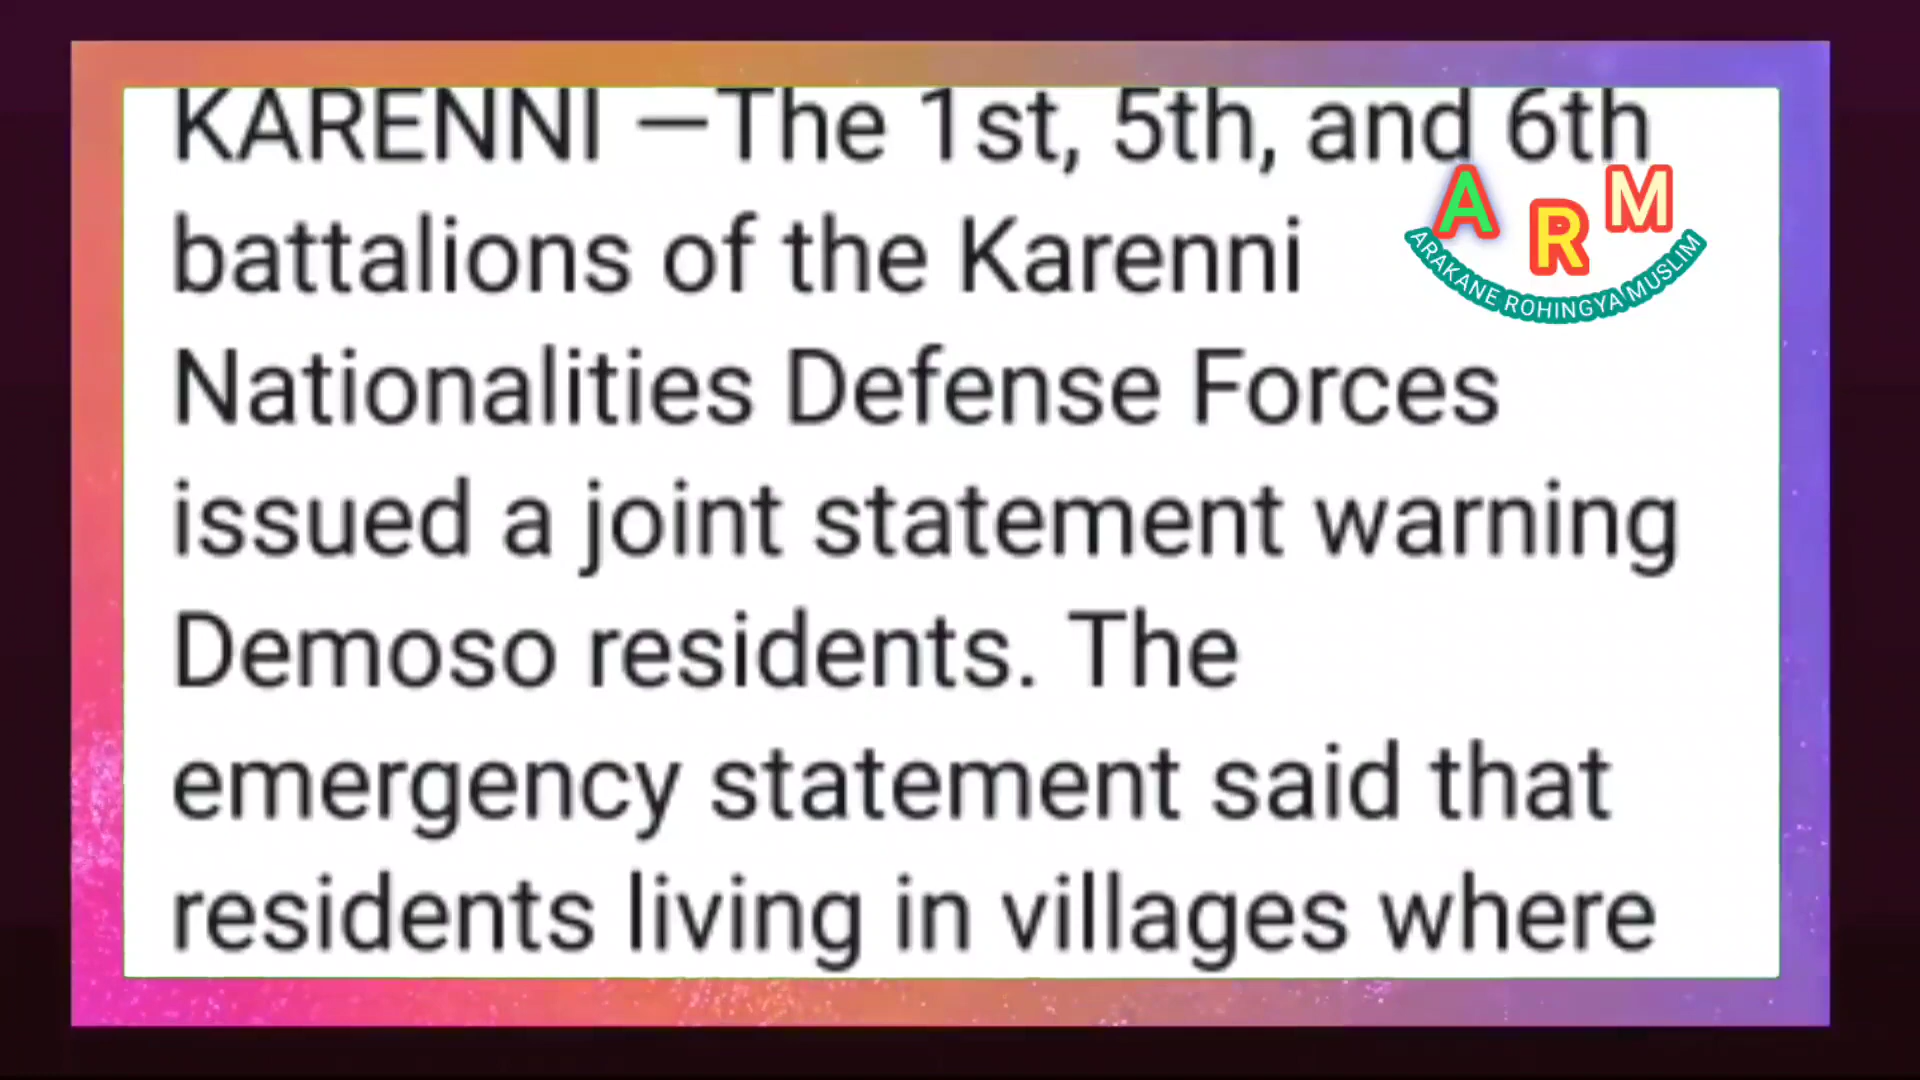 KARENNI —The 1st, 5th, and 6th
battalions of the Karenni
Nationalities Defense Forces
issued a joint statement warning
Demoso residents. The
emergency statement said that
residents living in villages where
A R M
ARAKANE ROHINGYA MUSLIM